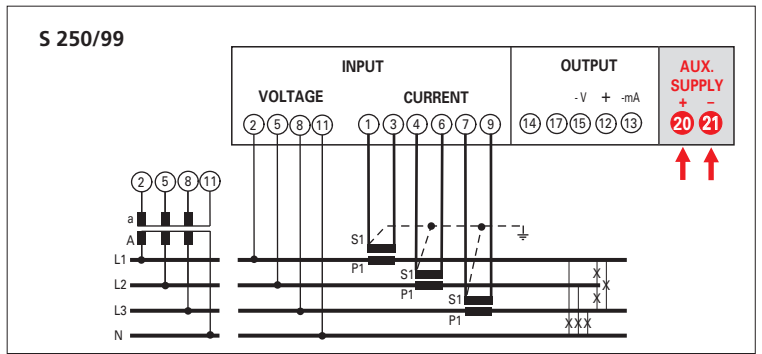 S 250/99
INPUT
OUTPUT
AUX.
SUPPLY
VOLTAGE
CURRENT
- V + -mA
+ –
2 5 8 11
1 3 4 6 7 9
14 17 15 12 13
20 21
2 5 8 11
a
A
S1
L1
P1
S1
L2
P1
S1
L3
P1
N
X X
X
X
XXX